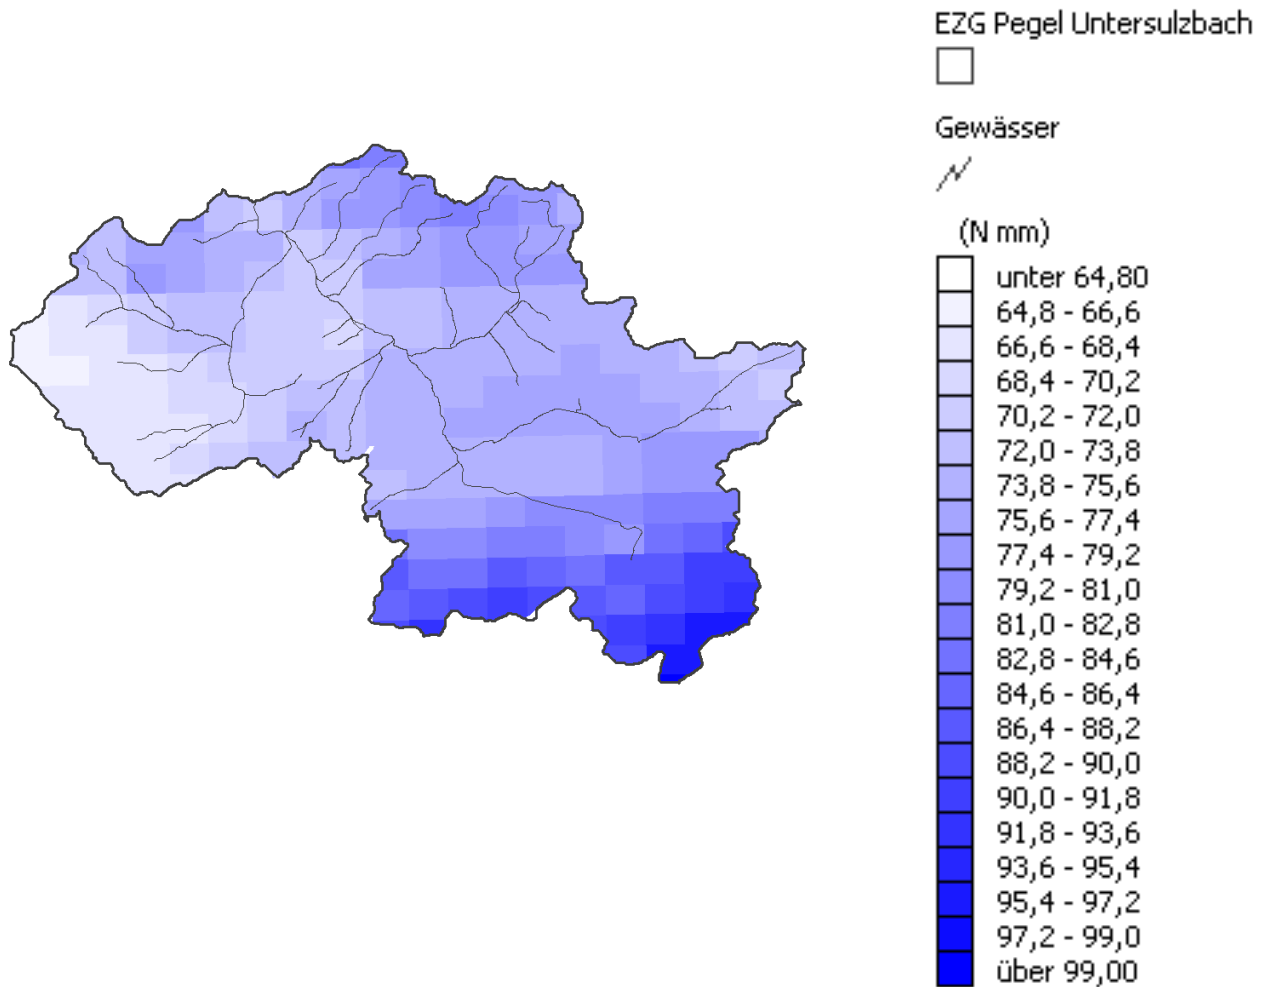 EZG Pegel Untersulzbach
Gewässer
(N mm)
unter 64,80
64,8 - 66,6
66,6 - 68,4
68,4 - 70,2
70,2 - 72,0
72,0 - 73,8
73,8 - 75,6
75,6 - 77,4
77,4 - 79,2
79,2 - 81,0
81,0 - 82,8
82,8 - 84,6
84,6 - 86,4
86,4 - 88,2
88,2 - 90,0
90,0 - 91,8
91,8 - 93,6
93,6 - 95,4
95,4 - 97,2
97,2 - 99,0
über 99,00